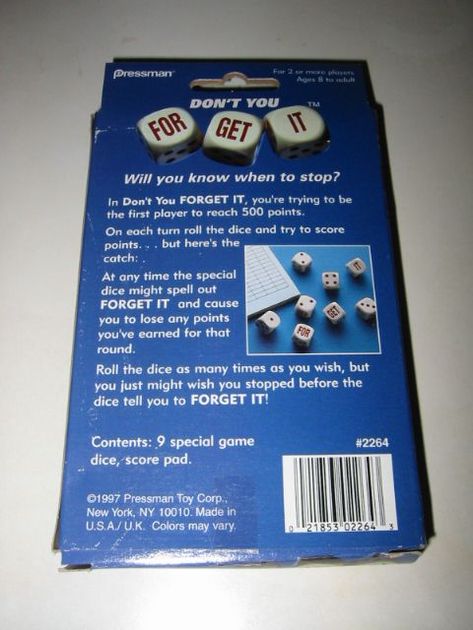 Pressman
For 2 or more players
Ages 8 to adult
DON'T YOU TM
FOR GET IT
Will you know when to stop?
In Don't You FORGET IT, you're trying to be
the first player to reach 500 points.
On each turn roll the dice and try to score
points. . . but here's the
catch: .
At any time the special
dice might spell out
FORGET IT and cause
you to lose any points
you've earned for that
round.
IT
GET
FOR
Roll the dice as many times as you wish, but
you just might wish you stopped before the
dice tell you to FORGET IT!
Contents: 9 special game
dice, score pad.
#2264
©1997 Pressman Toy Corp.,
New York, NY 10010. Made in
U.S.A./ U.K. Colors may vary.
0 21853 02264 3